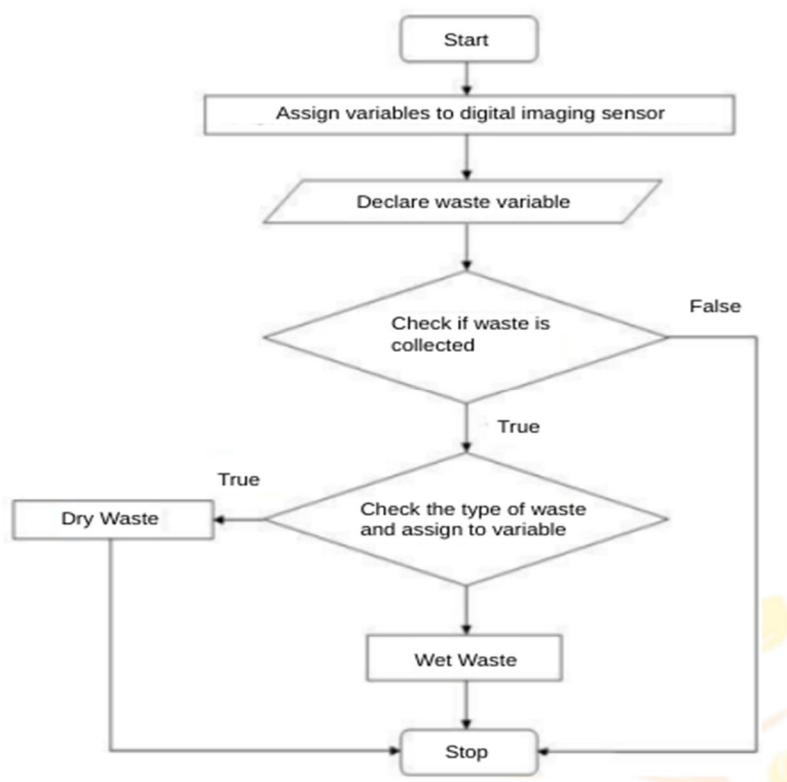 Start
Assign variables to digital imaging sensor
Declare waste variable
False
Check if waste is
collected
True
True
Check the type of waste
and assign to variable
Dry Waste
Wet Waste
Stop